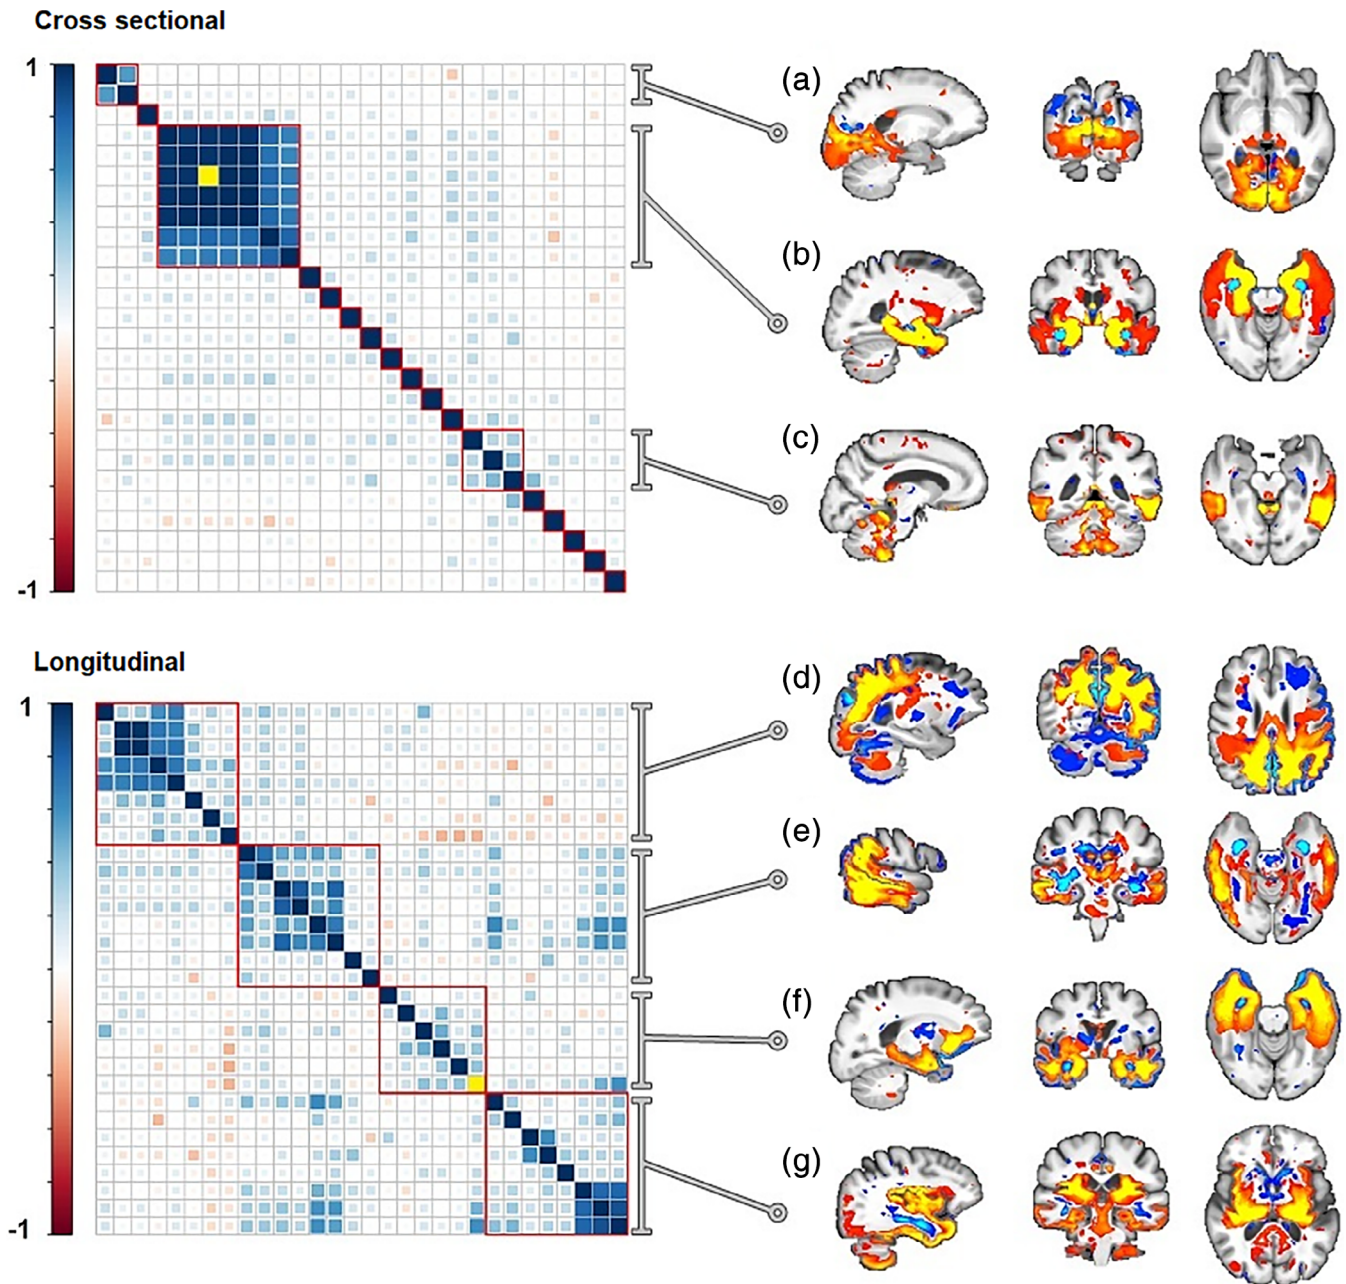 Cross sectional
1
-1
(a)
(b)
(c)
Longitudinal
1
-1
(d)
(e)
(f)
(g)